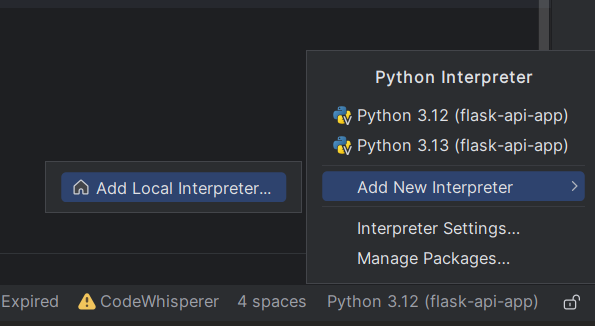 Python Interpreter
Python 3.12 (flask-api-app)
Python 3.13 (flask-api-app)
Add New Interpreter
Add Local Interpreter...
Interpreter Settings...
Manage Packages...
Expired CodeWhisperer 4 spaces Python 3.12 (flask-api-app)